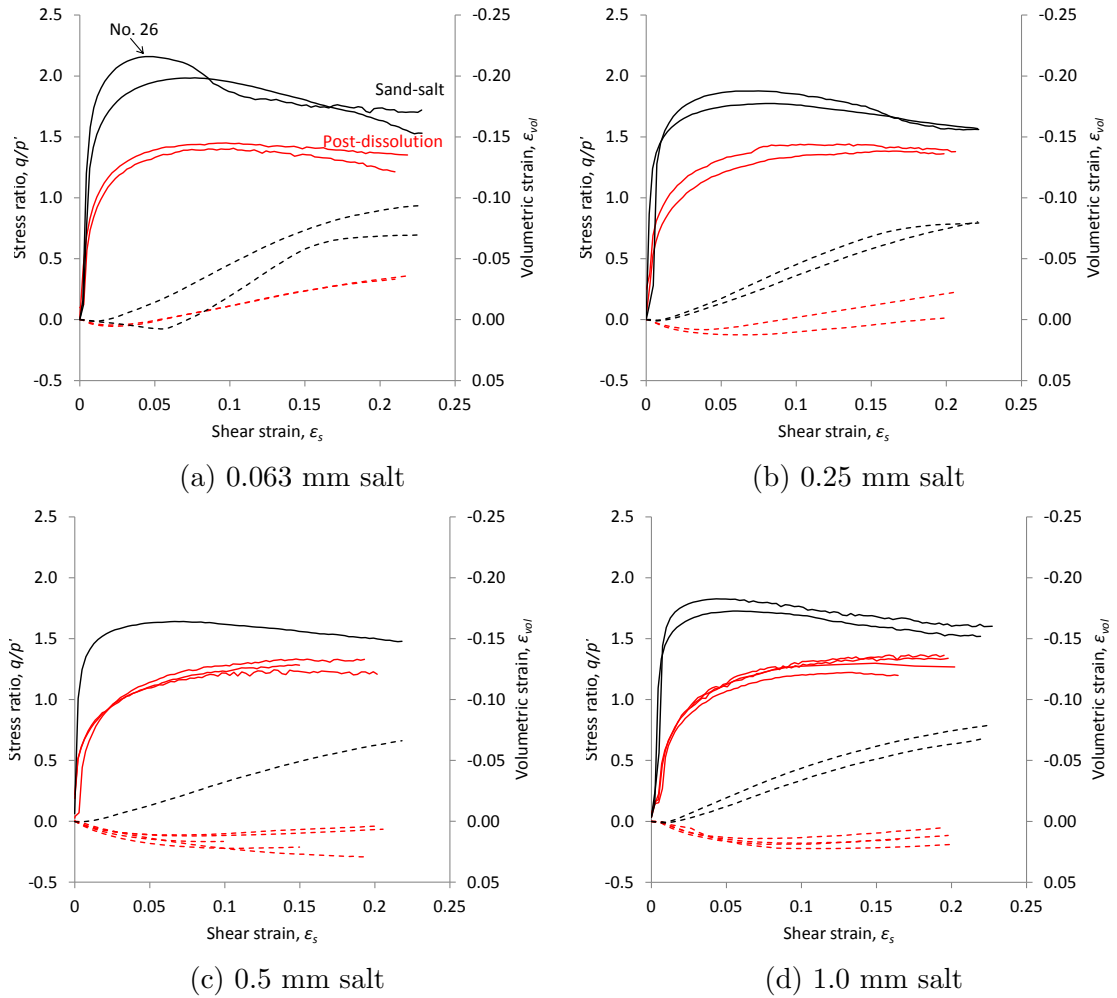 No. 26
Sand-salt
Post-dissolution
Stress ratio, q/p'
Volumetric strain, εvol
2.5
2.0
1.5
1.0
0.5
0.0
-0.5
-0.25
-0.20
-0.15
-0.10
-0.05
0.00
0.05
0 0.05 0.1 0.15 0.2 0.25
Shear strain, εs
(a) 0.063 mm salt
Stress ratio, q/p'
Volumetric strain, εvol
2.5
2.0
1.5
1.0
0.5
0.0
-0.5
-0.25
-0.20
-0.15
-0.10
-0.05
0.00
0.05
0 0.05 0.1 0.15 0.2 0.25
Shear strain, εs
(b) 0.25 mm salt
Stress ratio, q/p'
Volumetric strain, εvol
2.5
2.0
1.5
1.0
0.5
0.0
-0.5
-0.25
-0.20
-0.15
-0.10
-0.05
0.00
0.05
0 0.05 0.1 0.15 0.2 0.25
Shear strain, εs
(c) 0.5 mm salt
Stress ratio, q/p'
Volumetric strain, εvol
2.5
2.0
1.5
1.0
0.5
0.0
-0.5
-0.25
-0.20
-0.15
-0.10
-0.05
0.00
0.05
0 0.05 0.1 0.15 0.2 0.25
Shear strain, εs
(d) 1.0 mm salt